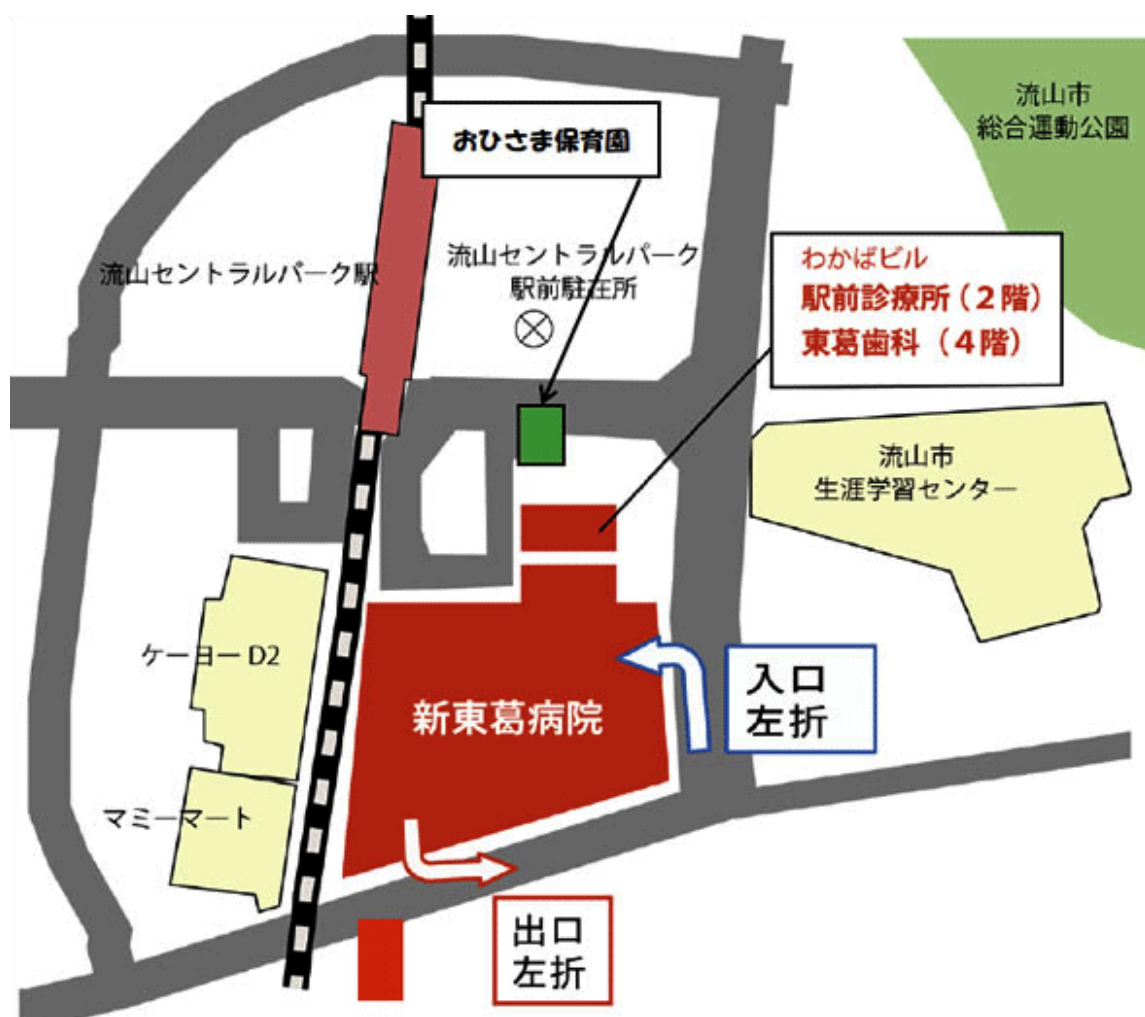 流山市
総合運動公園
おひさま保育園
流山セントラルパーク駅
流山セントラルパーク
駅前駐在所
わかばビル
駅前診療所（２階）
東葛歯科（４階）
流山市
生涯学習センター
ケーヨーD2
新東葛病院
入口
左折
マミーマート
出口
左折